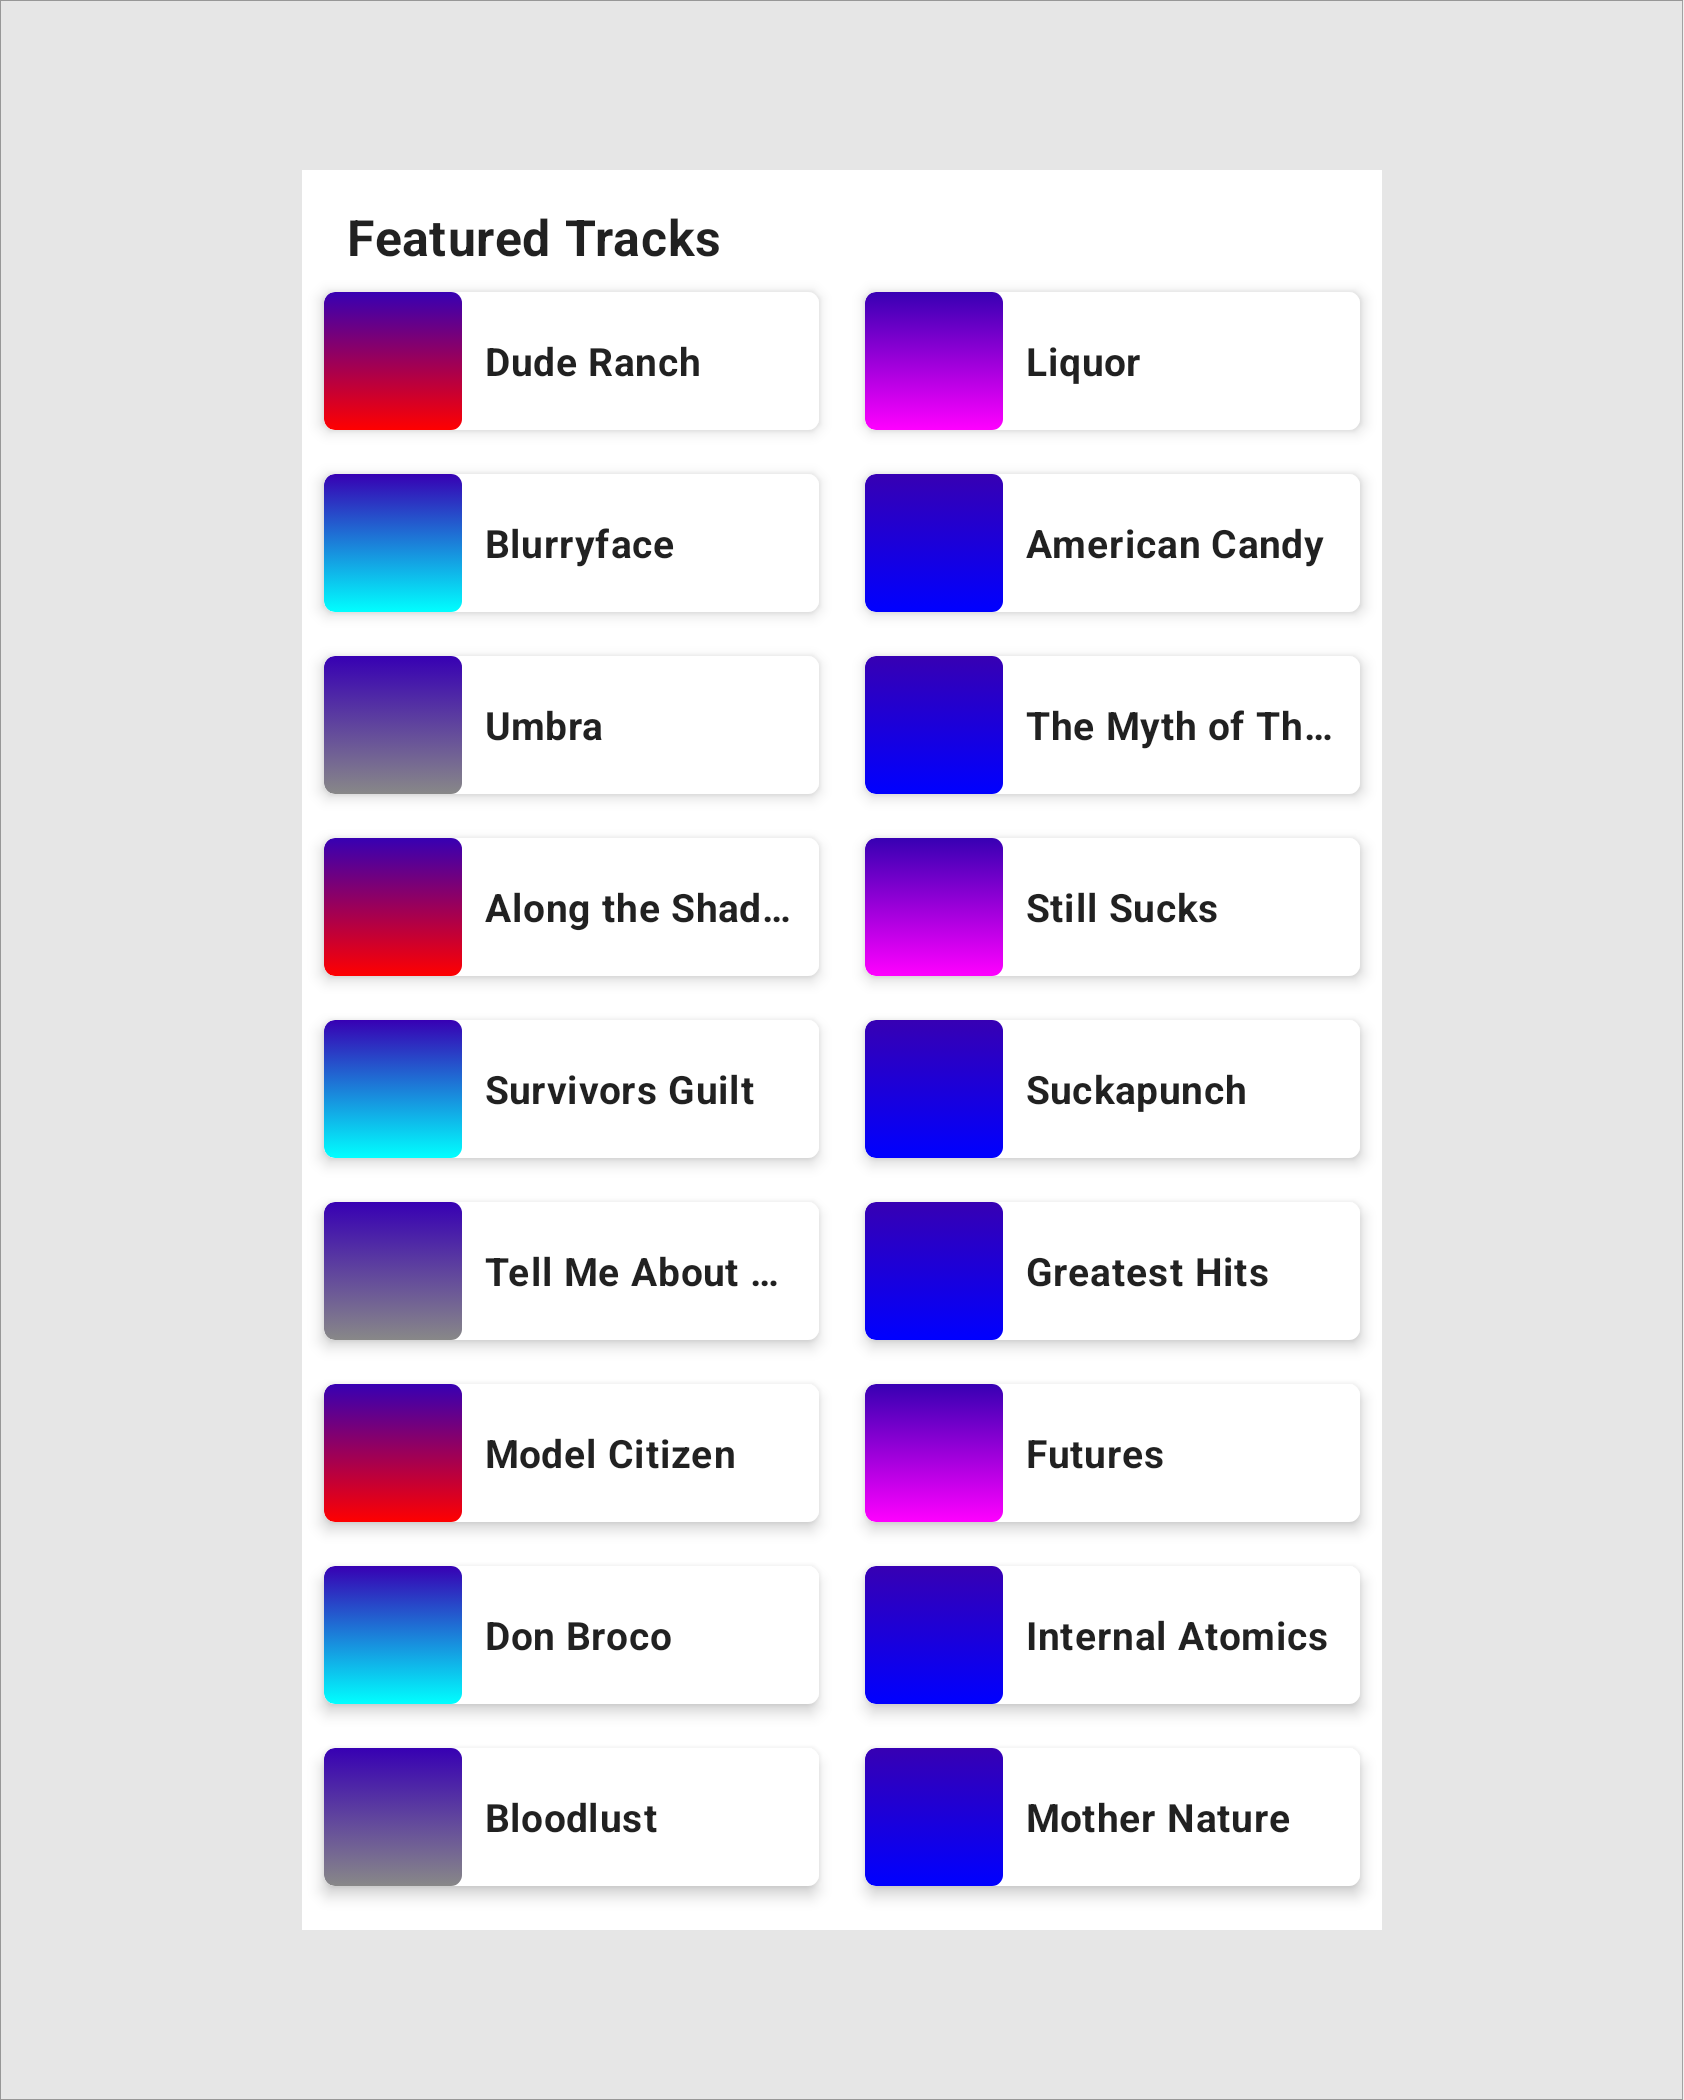 Featured Tracks
Dude Ranch
Liquor
Blurryface
American Candy
Umbra
The Myth of Th...
Along the Shad...
Still Sucks
Survivors Guilt
Suckapunch
Tell Me About ...
Greatest Hits
Model Citizen
Futures
Don Broco
Internal Atomics
Bloodlust
Mother Nature